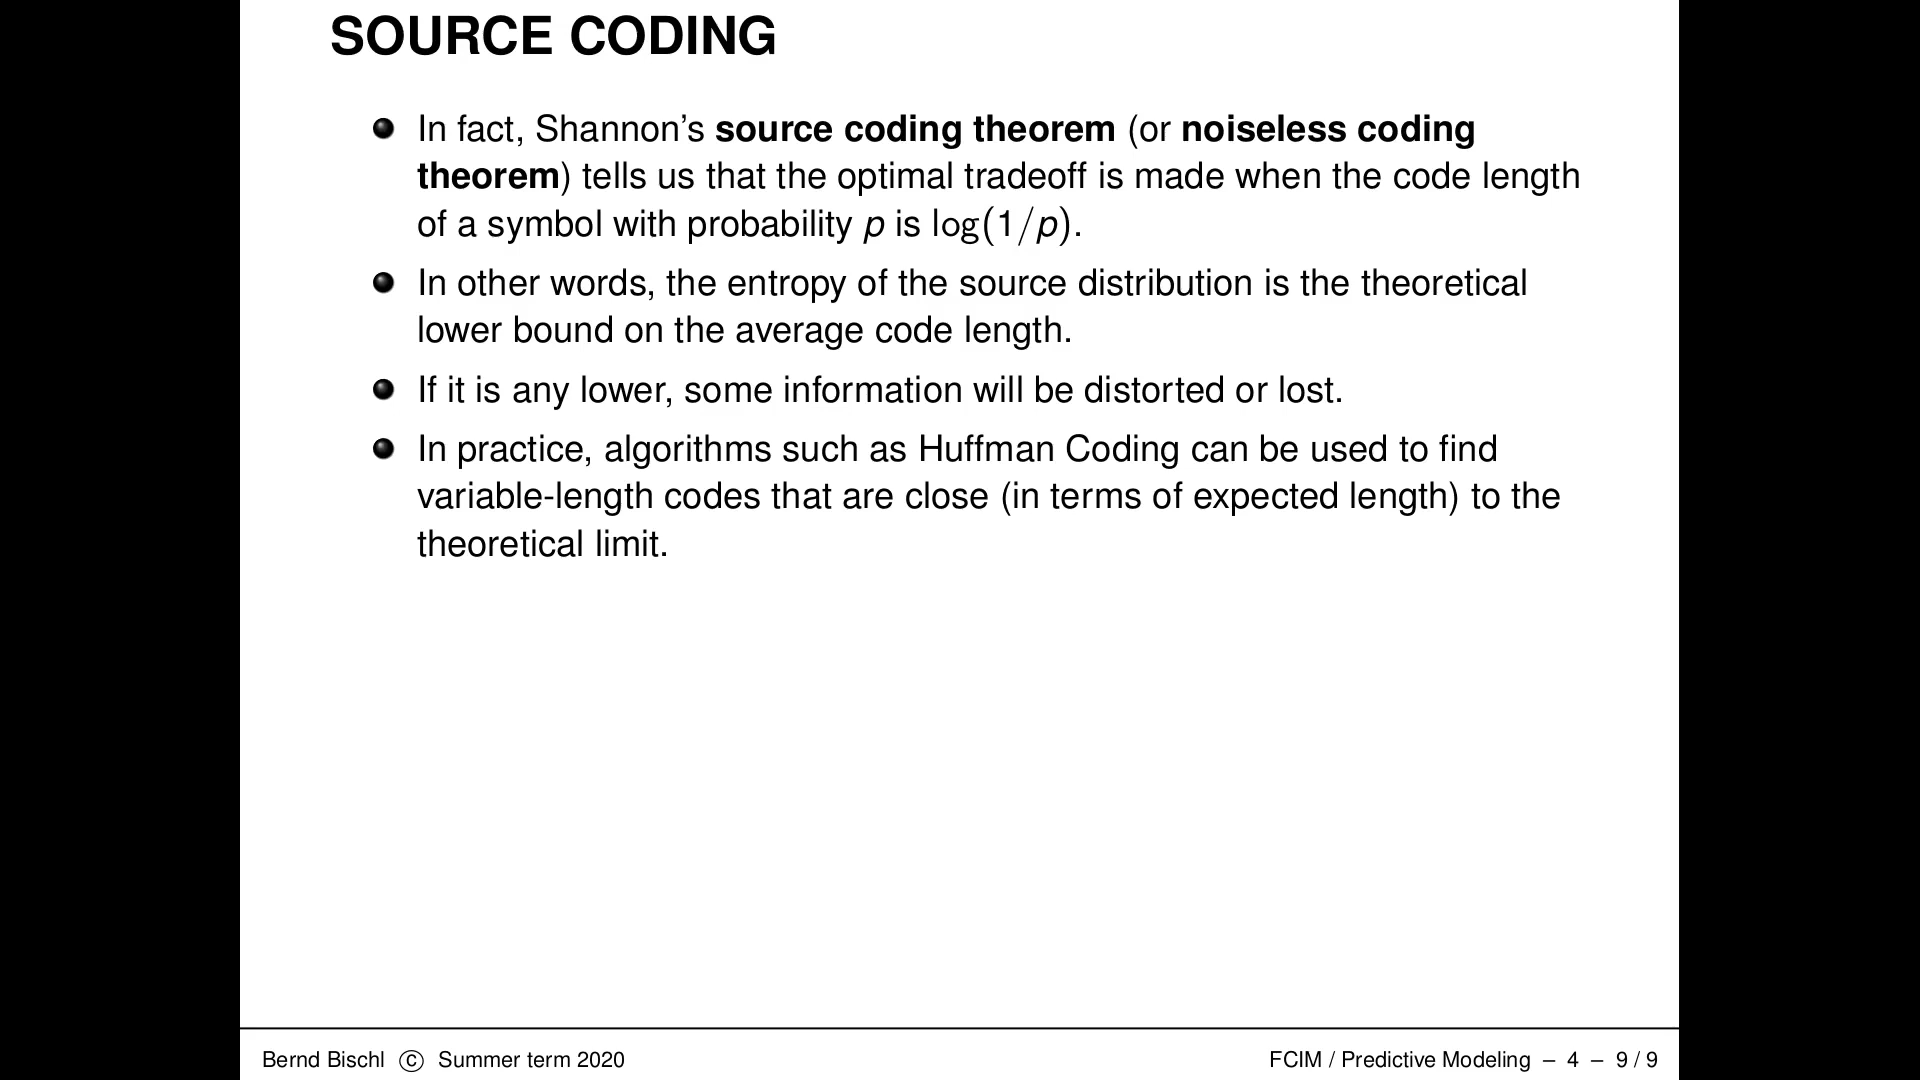 SOURCE CODING
In fact, Shannon's source coding theorem (or noiseless coding
theorem) tells us that the optimal tradeoff is made when the code length
of a symbol with probability p is log(1/p).
In other words, the entropy of the source distribution is the theoretical
lower bound on the average code length.
If it is any lower, some information will be distorted or lost.
In practice, algorithms such as Huffman Coding can be used to find
variable-length codes that are close (in terms of expected length) to the
theoretical limit.
Bernd Bischl © Summer term 2020
FCIM / Predictive Modeling – 4 – 9 / 9